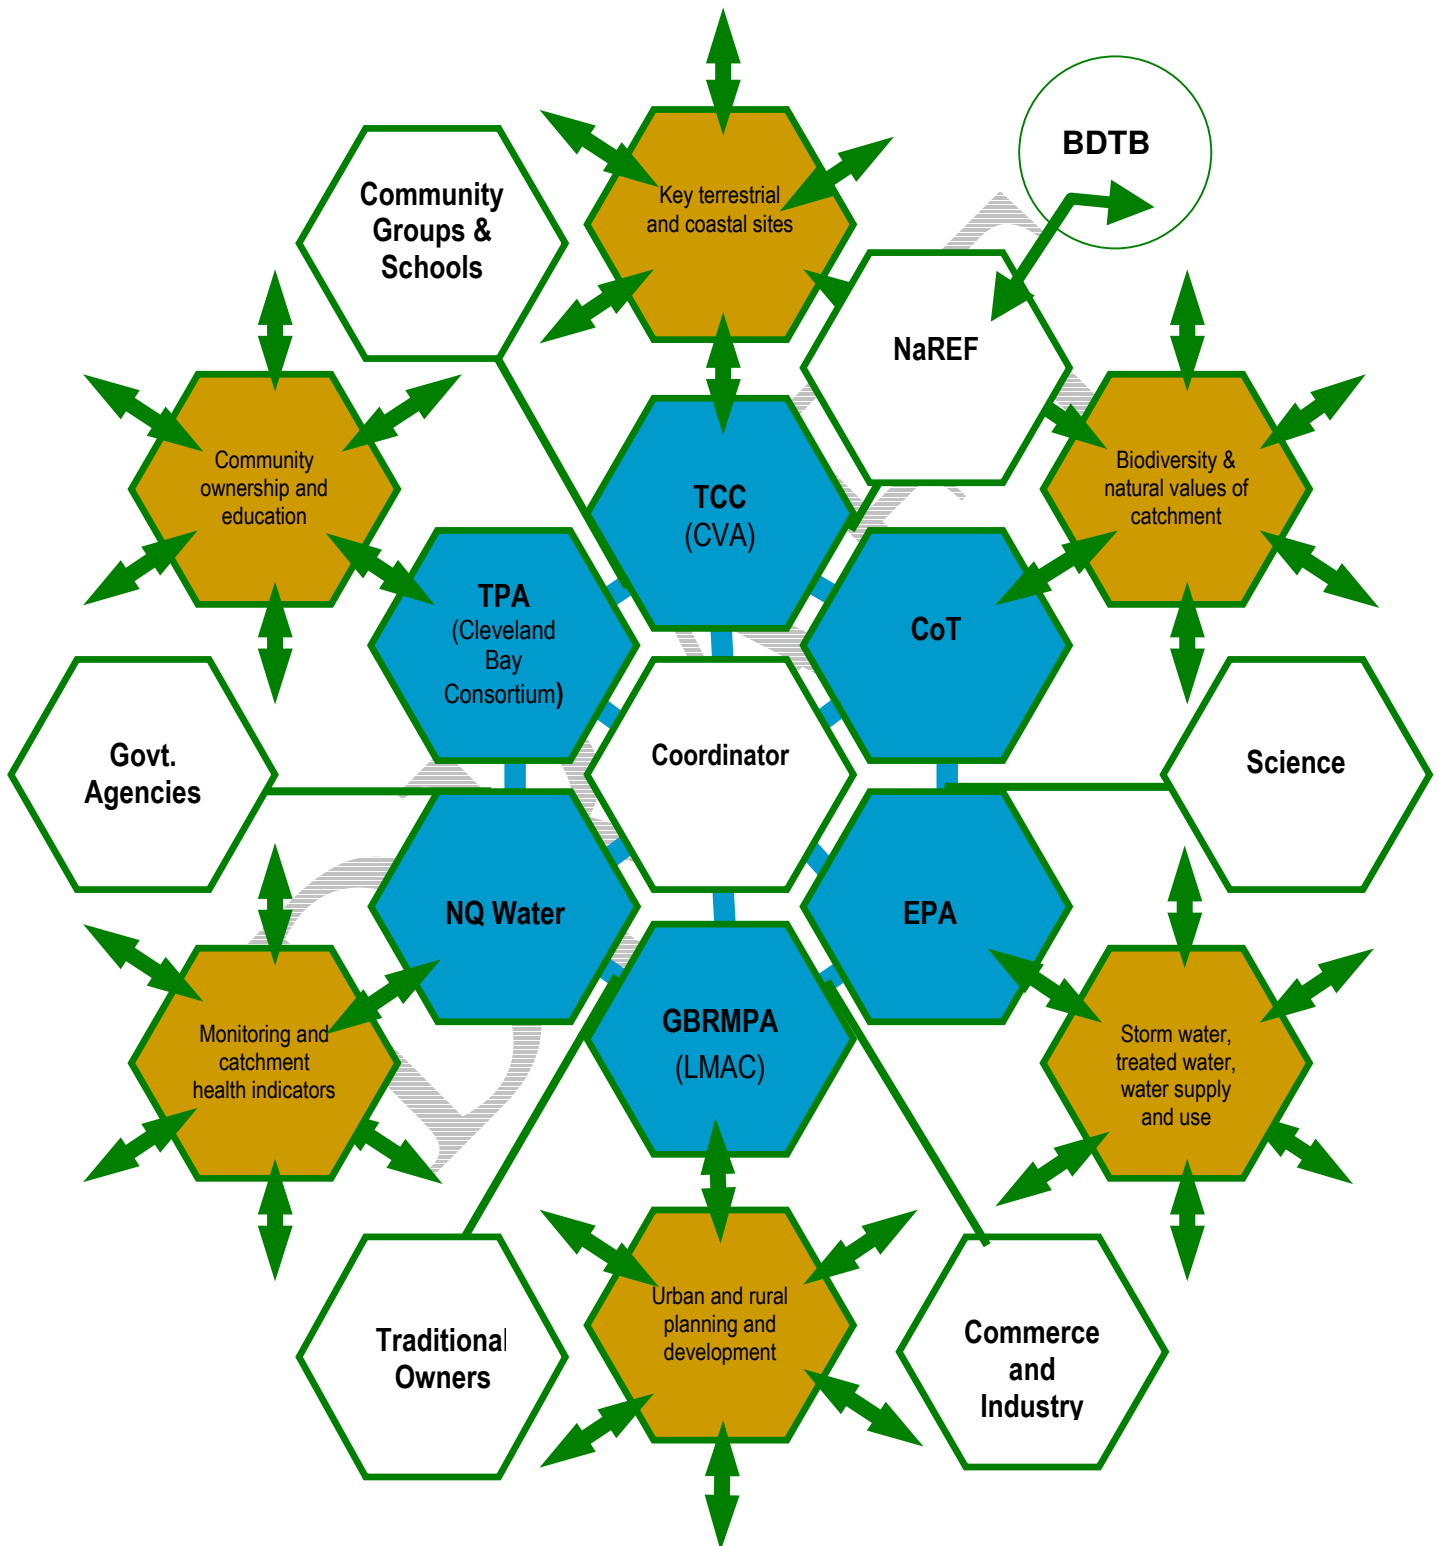 BDTB
Community
Groups &
Schools
Key terrestrial
and coastal sites
NaREF
Community
ownership and
education
TCC
(CVA)
Biodiversity &
natural values of
catchment
TPA
(Cleveland
Bay
Consortium)
CoT
Govt.
Agencies
Coordinator
Science
NQ Water
EPA
GBRMPA
(LMAC)
Monitoring and
catchment
health indicators
Storm water,
treated water,
water supply
and use
Traditional
Owners
Urban and rural
planning and
development
Commerce
and
Industry